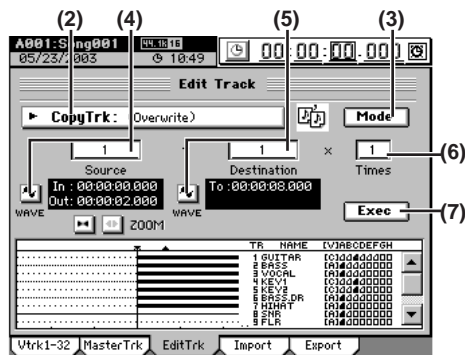 (2) (4) (5) (3)
A001:Song001 44.1k 16
05/23/2003 10:49 00:00:00.000
Edit Track
CopyTrk: (Overwrite) Mode
1 1 × 1 (6)
Source Destination Times
In :00:00:00.000 To :00:00:08.000
Out:00:00:02.000
WAVE WAVE Exec (7)
ZOOM
TR NAME [V]ABCDEFGH
1 GUITAR
2 BASS
3 VOCAL
4 KEY1
5 KEY2
6 BASS.DR
7 HIHAT
8 SNR
9 FLR
Vtrk1-32 MasterTrk EditTrk Import Export